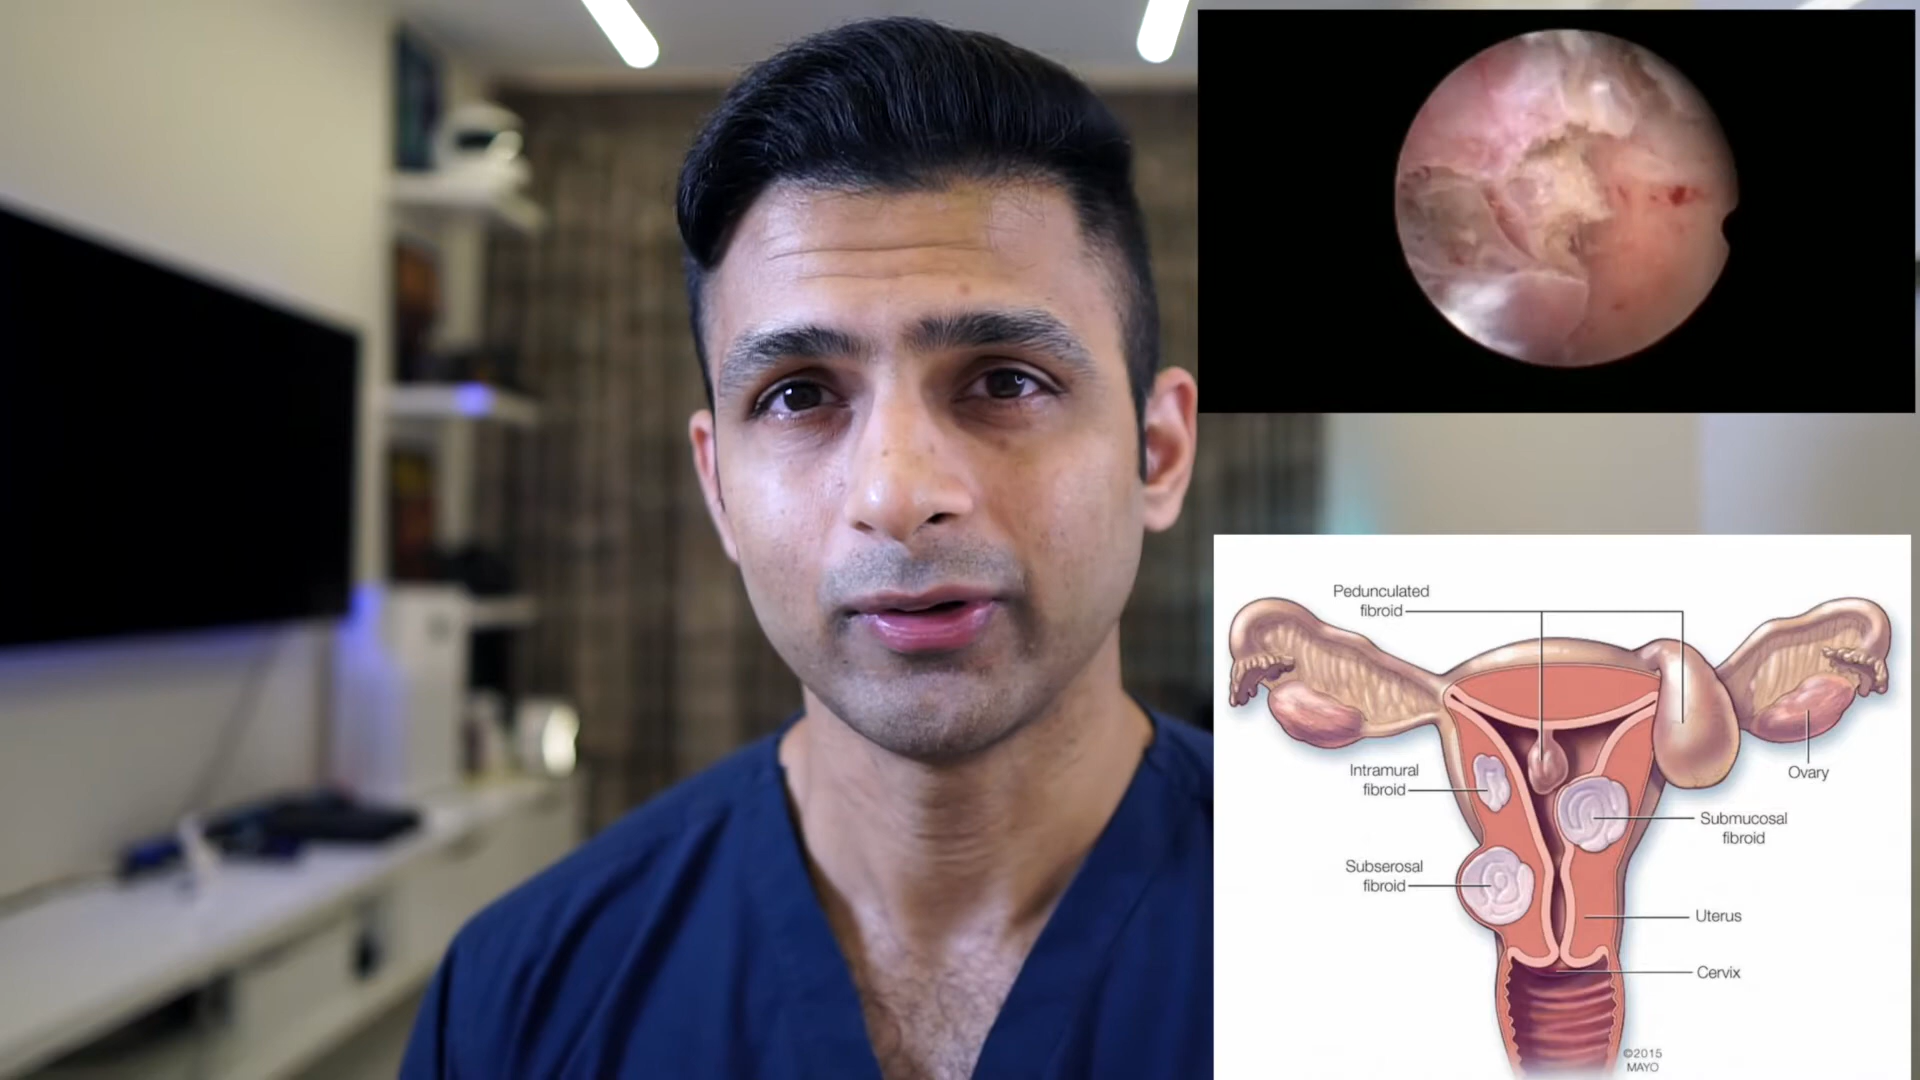 Pedunculated
fibroid
Intramural
fibroid
Ovary
Submucosal
fibroid
Subserosal
fibroid
Uterus
Cervix
©2015
MAYO